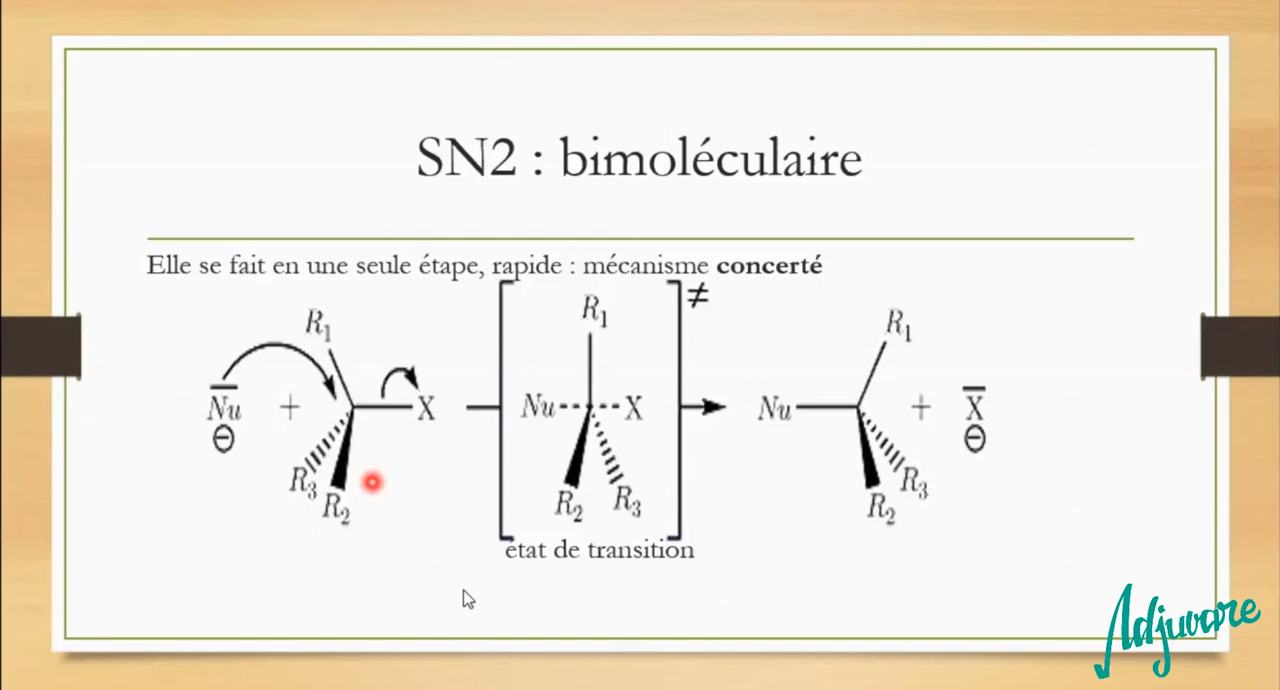 SN2 : bimoléculaire
Elle se fait en une seule étape, rapide : mécanisme concerté
R1 R1 ≠ R1
Nu + X Nu X Nu + X
Θ Θ
R3 R2 R2 R3 R2 R3
état de transition
Adjuvare